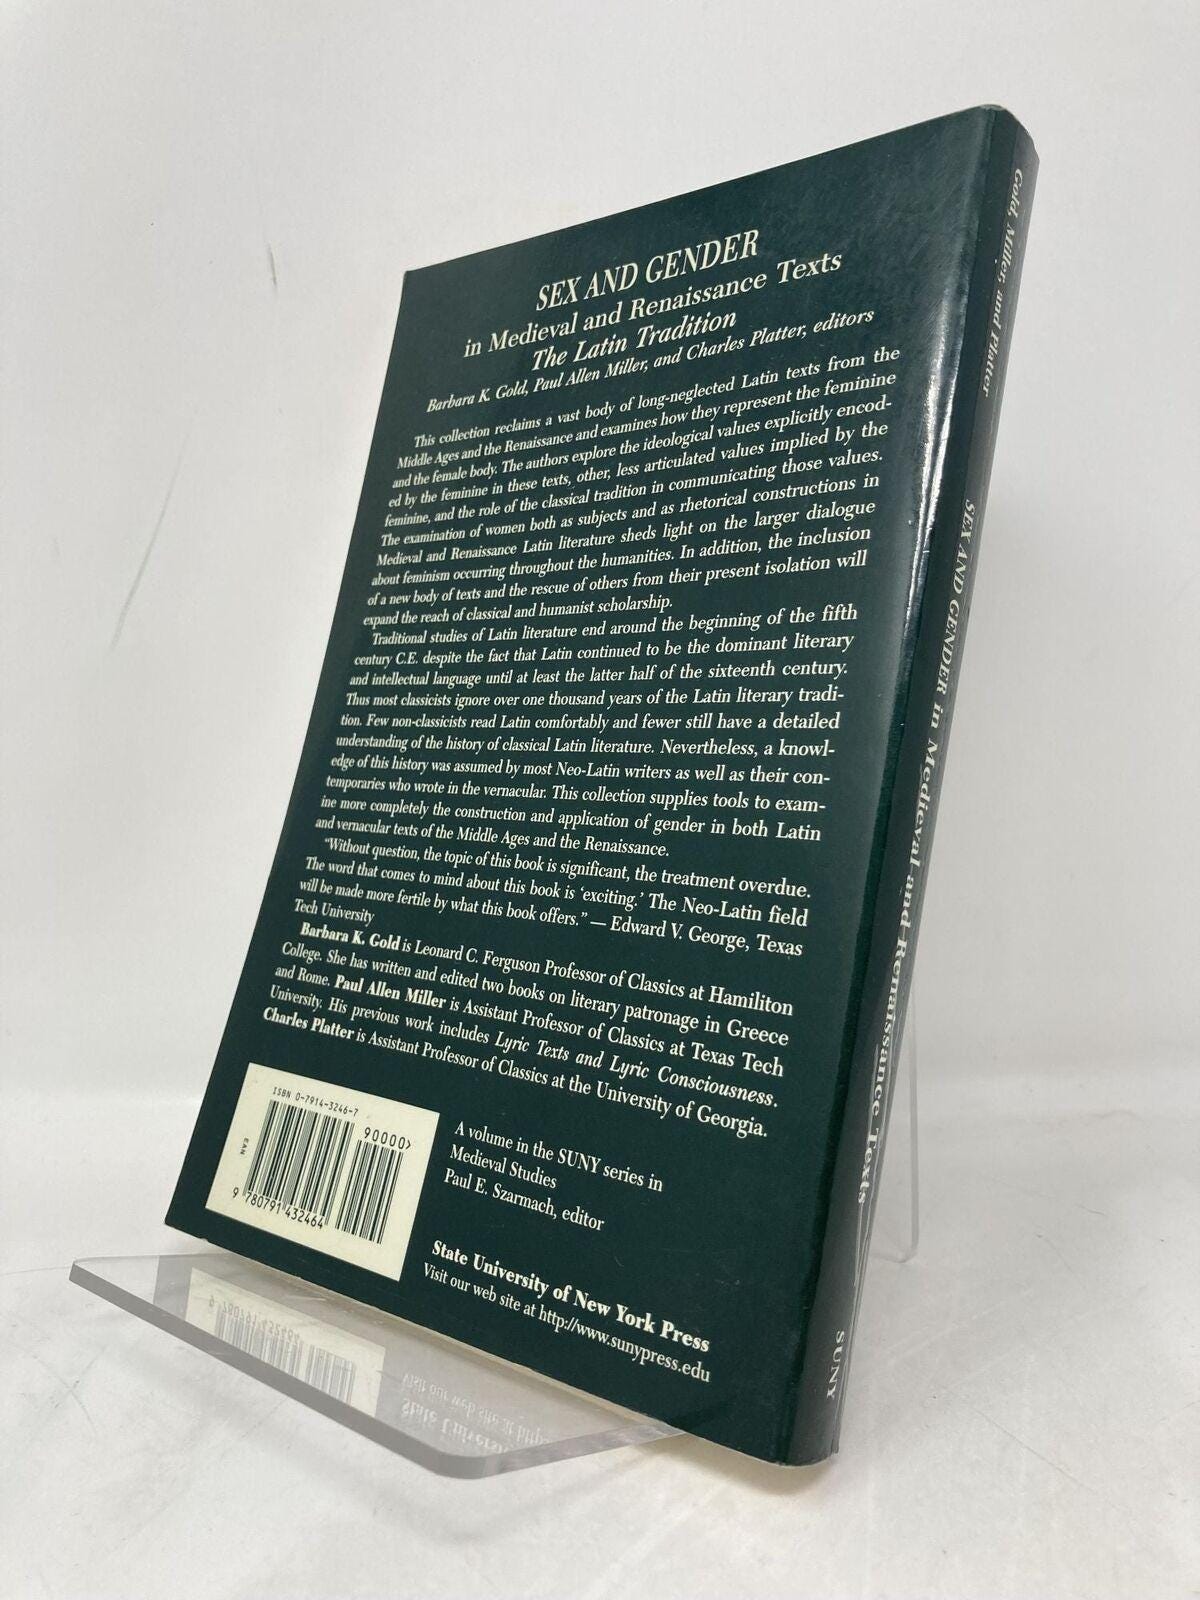 SEX AND GENDER
in Medieval and Renaissance Texts
The Latin Tradition
Barbara K. Gold, Paul Allen Miller, and Charles Platter, editors
This collection reclaims a vast body of long-neglected Latin texts from the
Middle Ages and the Renaissance and examines how they represent the feminine
and the female body. The authors explore the ideological values explicitly encod-
ed by the feminine in these texts, other, less articulated values implied by the
feminine, and the role of the classical tradition in communicating those values.
The examination of women both as subjects and as rhetorical constructions in
Medieval and Renaissance Latin literature sheds light on the larger dialogue
about feminism occurring throughout the humanities. In addition, the inclusion
of a new body of texts and the rescue of others from their present isolation will
expand the reach of classical and humanist scholarship.
Traditional studies of Latin literature end around the beginning of the fifth
century C.E. despite the fact that Latin continued to be the dominant literary
and intellectual language until at least the latter half of the sixteenth century.
Thus most classicists ignore over one thousand years of the Latin literary tradi-
tion. Few non-classicists read Latin comfortably and fewer still have a detailed
understanding of the history of classical Latin literature. Nevertheless, a knowl-
edge of this history was assumed by most Neo-Latin writers as well as their con-
temporaries who wrote in the vernacular. This collection supplies tools to exam-
ine more completely the construction and application of gender in both Latin
and vernacular texts of the Middle Ages and the Renaissance.
"Without question, the topic of this book is significant, the treatment overdue.
The word that comes to mind about this book is 'exciting.' The Neo-Latin field
will be made more fertile by what this book offers." — Edward V. George, Texas
Tech University
Barbara K. Gold is Leonard C. Ferguson Professor of Classics at Hamiliton
College. She has written and edited two books on literary patronage in Greece
and Rome. Paul Allen Miller is Assistant Professor of Classics at Texas Tech
University. His previous work includes Lyric Texts and Lyric Consciousness.
Charles Platter is Assistant Professor of Classics at the University of Georgia.
ISBN 0-7914-3246-7
90000>
EAN
9 780791 432464
A volume in the SUNY series in
Medieval Studies
Paul E. Szarmach, editor
State University of New York Press
Visit our web site at http://www.sunypress.edu
Gold, Miller, and Platter
SEX AND GENDER in Medieval and Renaissance Texts
SUNY